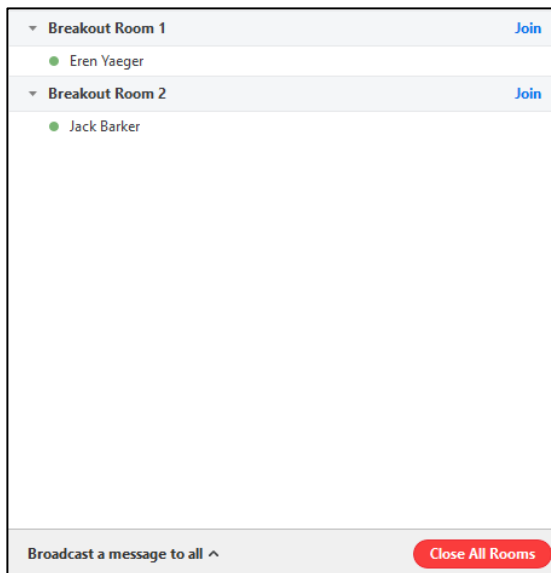 Breakout Room 1 Join
Eren Yaeger
Breakout Room 2 Join
Jack Barker
Broadcast a message to all Close All Rooms